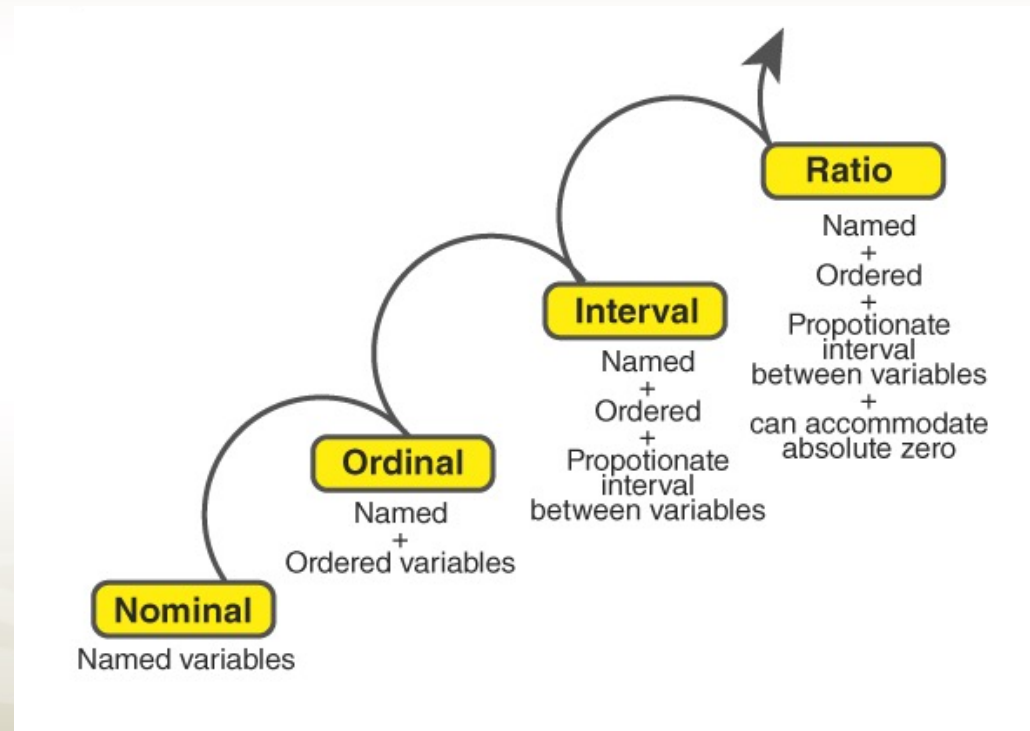 Ratio
Named
+
Ordered
+
Propotionate
interval
between variables
+
can accommodate
absolute zero
Interval
Named
+
Ordered
+
Propotionate
interval
between variables
Ordinal
Named
+
Ordered variables
Nominal
Named variables